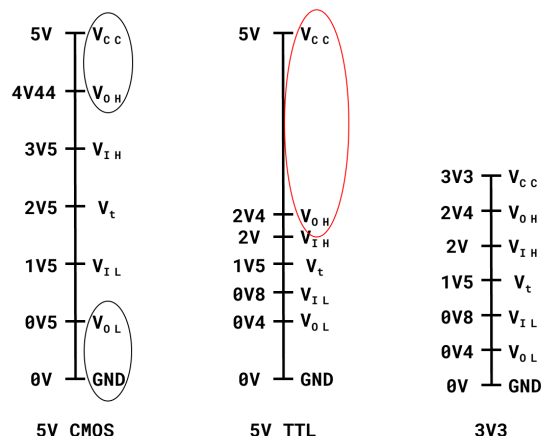 5V VCC
4V44 VOH
3V5 VIH
2V5 Vt
1V5 VIL
0V5 VOL
0V GND
5V CMOS
5V VCC
2V4 VOH
2V VIH
1V5 Vt
0V8 VIL
0V4 VOL
0V GND
5V TTL
3V3 VCC
2V4 VOH
2V VIH
1V5 Vt
0V8 VIL
0V4 VOL
0V GND
3V3